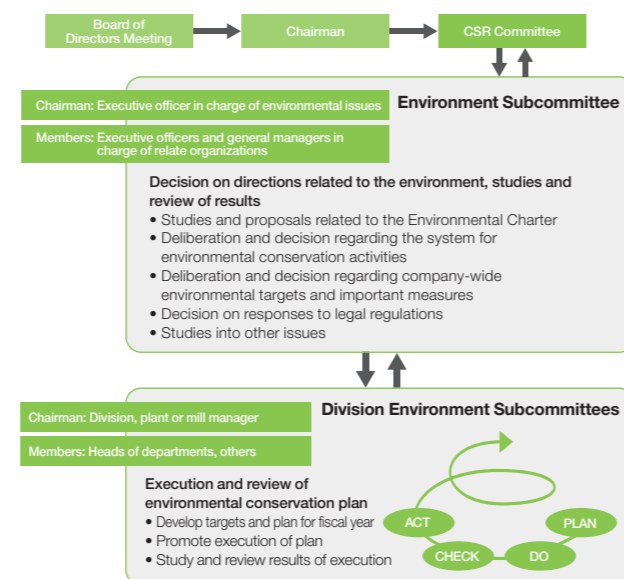 Board of
Directors Meeting
Chairman
CSR Committee
Chairman: Executive officer in charge of environmental issues
Environment Subcommittee
Members: Executive officers and general managers in
charge of relate organizations
Decision on directions related to the environment, studies and
review of results
• Studies and proposals related to the Environmental Charter
• Deliberation and decision regarding the system for
environmental conservation activities
• Deliberation and decision regarding company-wide
environmental targets and important measures
• Decision on responses to legal regulations
• Studies into other issues
Chairman: Division, plant or mill manager
Division Environment Subcommittees
Members: Heads of departments, others
Execution and review of
environmental conservation plan
• Develop targets and plan for fiscal year
• Promote execution of plan
• Study and review results of execution
ACT
PLAN
CHECK
DO